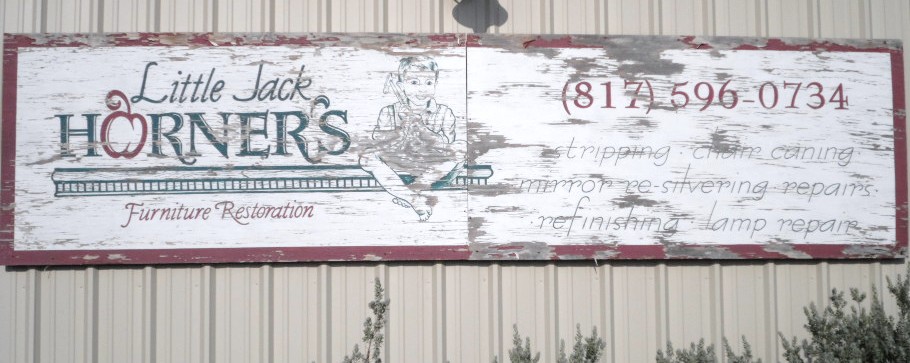 Little Jack
HORNER'S
Furniture Restoration
(817) 596-0734
stripping chair caning
mirror re-silvering repairs
refinishing lamp repair